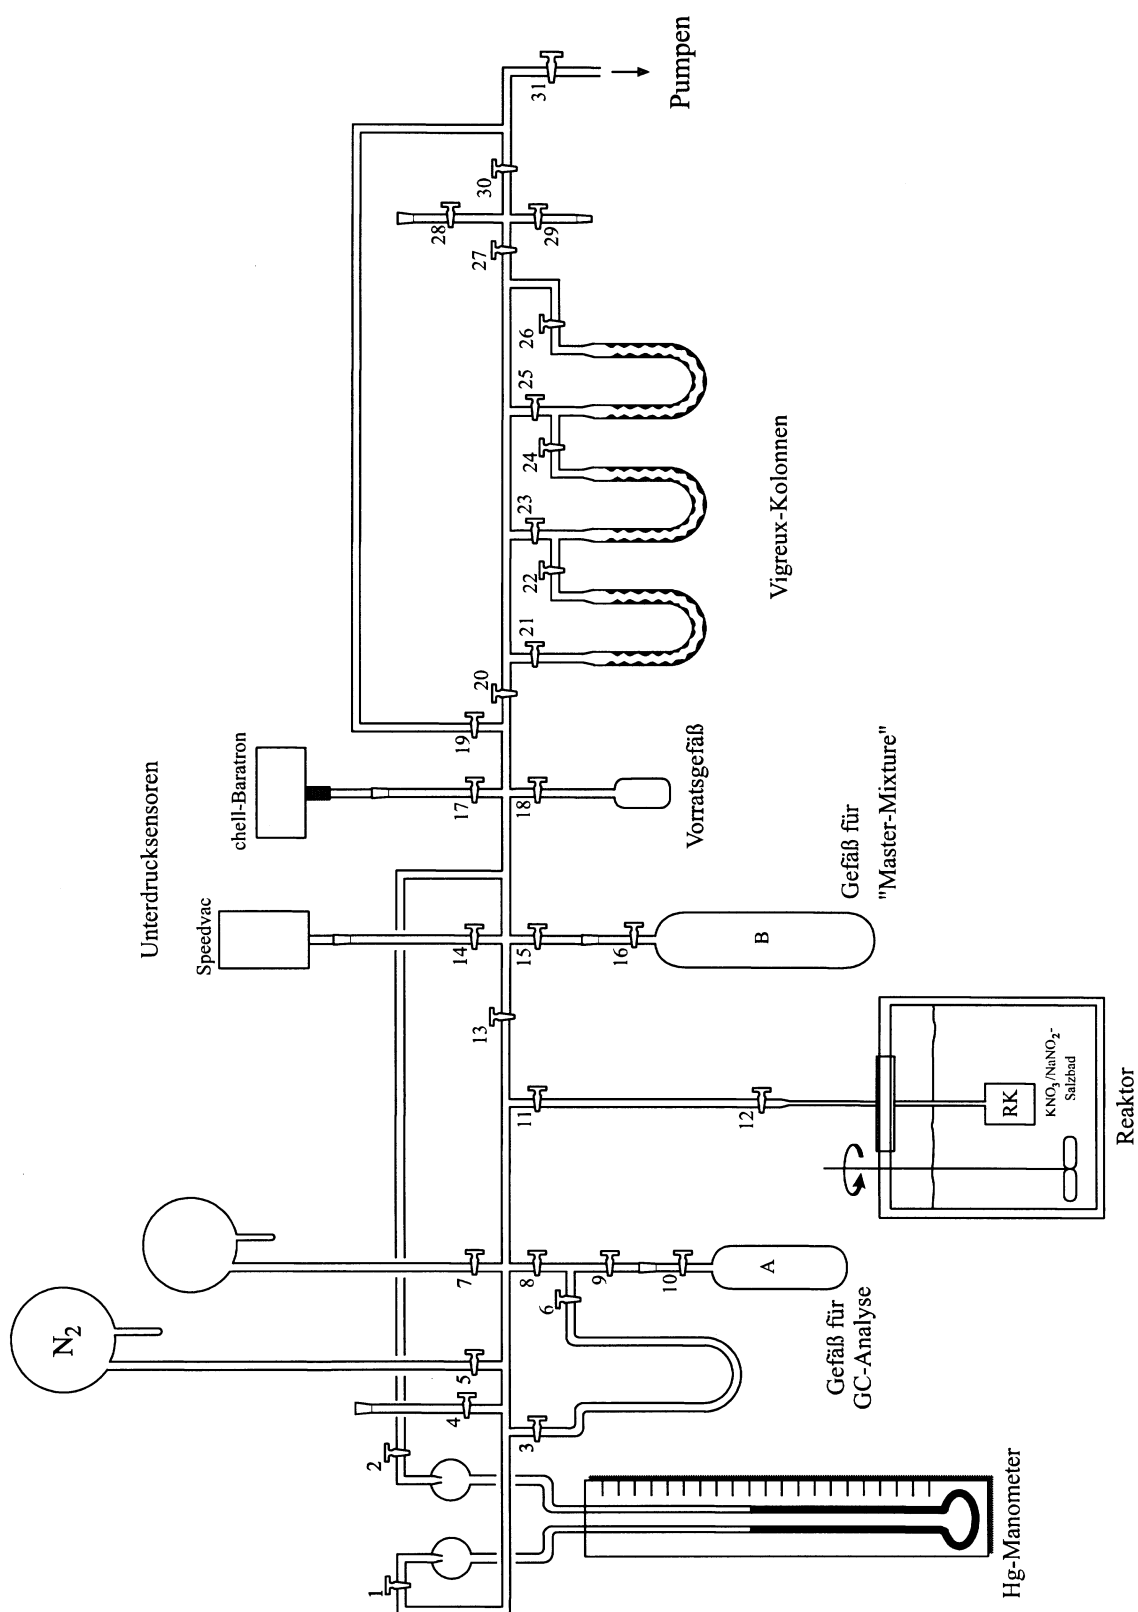 N₂
Unterdrucksensoren
Speedvac
chell-Baratron
1
2
4
5
7
14
17
19
28
13
20
27
30
3
6
8
11
15
18
21
22
23
24
25
26
29
31
9
16
10
12
Pumpen
Vorratsgefäß
B
A
Vigreux-Kolonnen
Gefäß für
GC-Analyse
Gefäß für
"Master-Mixture"
Hg-Manometer
RK
KNO₃/NaNO₂-
Salzbad
Reaktor